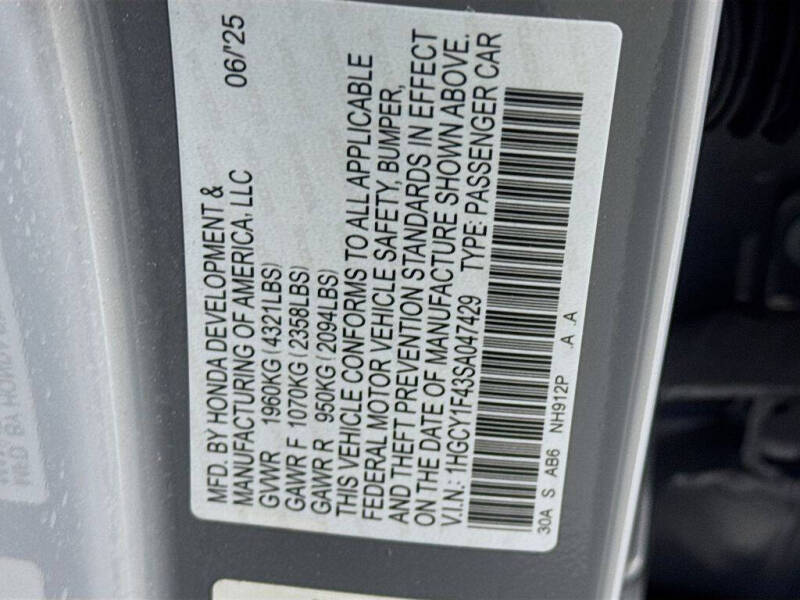 MFD. BY HONDA DEVELOPMENT &
MANUFACTURING OF AMERICA, LLC 06/'25
GVWR 1960KG (4321LBS)
GAWR F 1070KG (2358LBS)
GAWR R 950KG (2094LBS)
THIS VEHICLE CONFORMS TO ALL APPLICABLE
FEDERAL MOTOR VEHICLE SAFETY, BUMPER,
AND THEFT PREVENTION STANDARDS IN EFFECT
ON THE DATE OF MANUFACTURE SHOWN ABOVE.
V.I.N.: 1HGCY1F43SA047429 TYPE: PASSENGER CAR
30A S AB6 NH912P .A .A